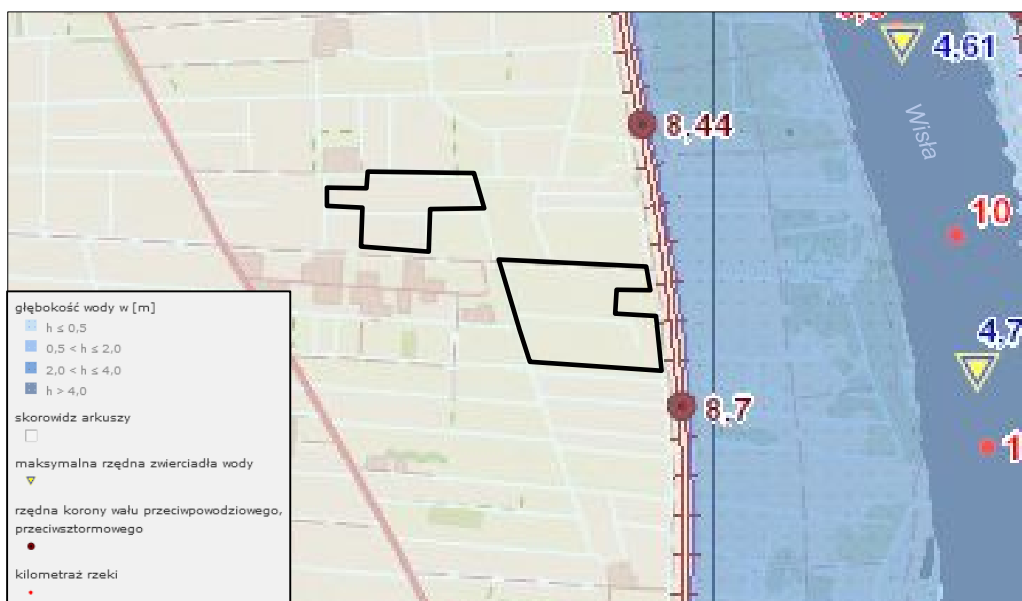 4,61
8,44
Wisła
10
4,7
8,7
1
głębokość wody w [m]
h ≤ 0,5
0,5 < h ≤ 2,0
2,0 < h ≤ 4,0
h > 4,0
skorowidz arkuszy
maksymalna rzędna zwierciadła wody
rzędna korony wału przeciwpowodziowego,
przeciwsztormowego
kilometraż rzeki